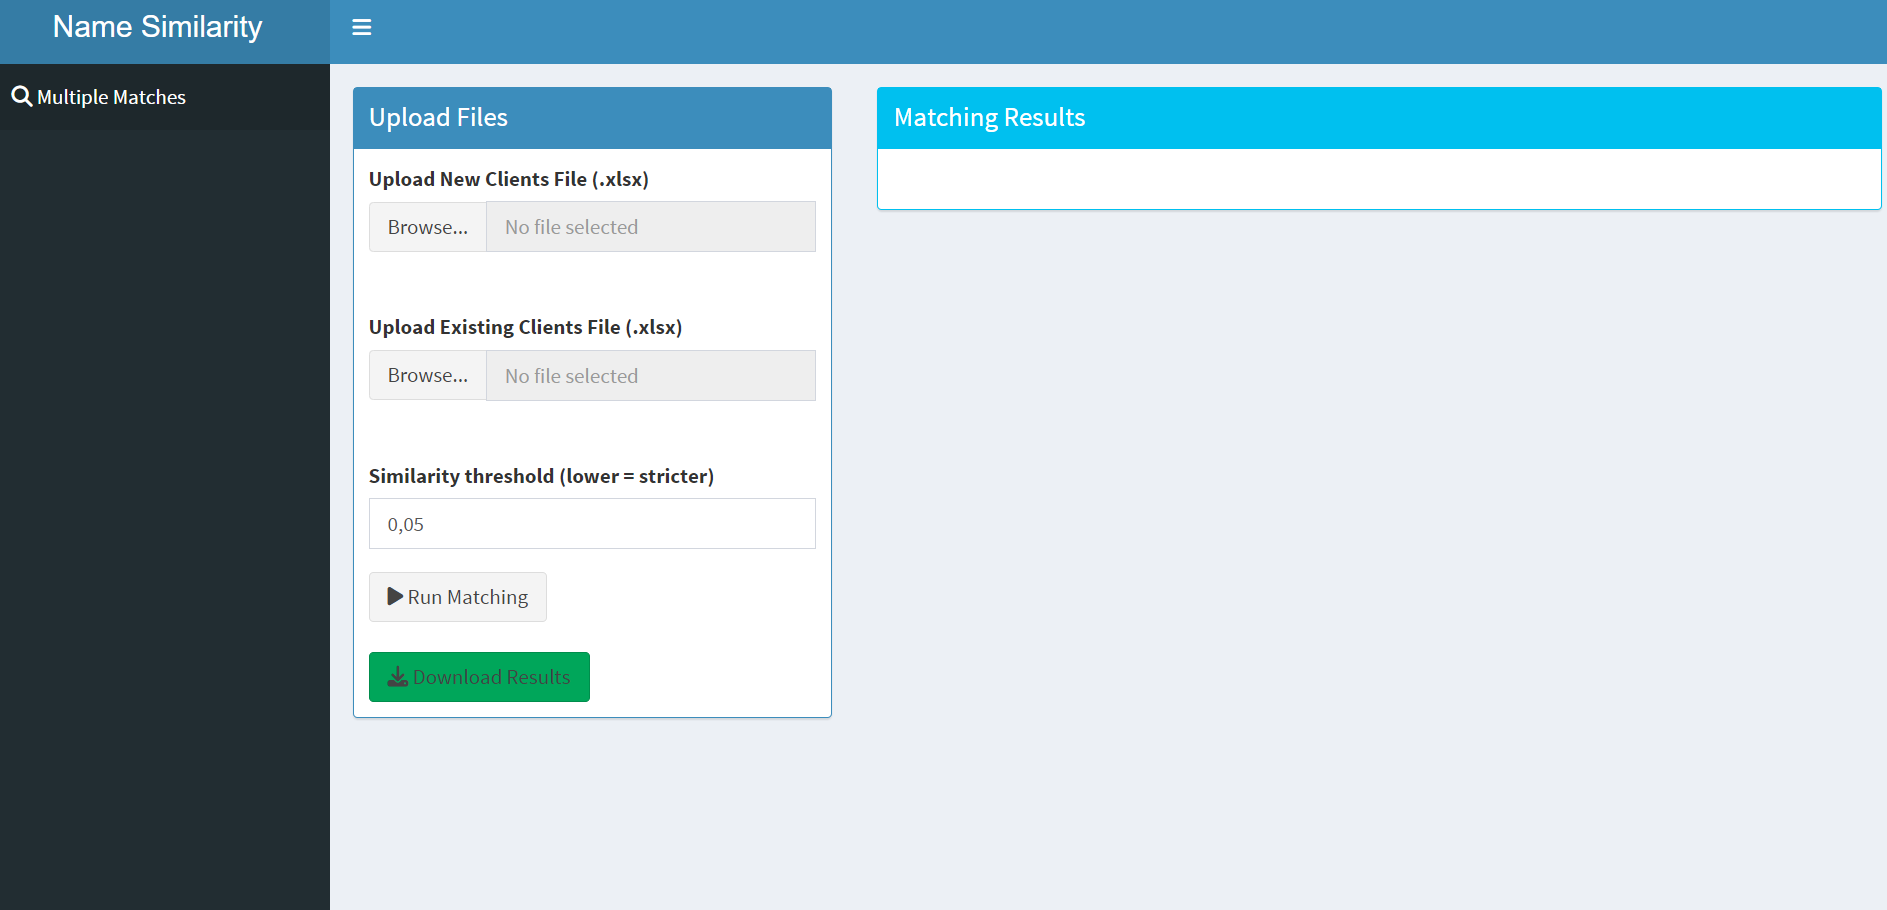 Name Similarity
Multiple Matches
Upload Files
Upload New Clients File (.xlsx)
Browse... No file selected
Upload Existing Clients File (.xlsx)
Browse... No file selected
Similarity threshold (lower = stricter)
0,05
Run Matching
Download Results
Matching Results